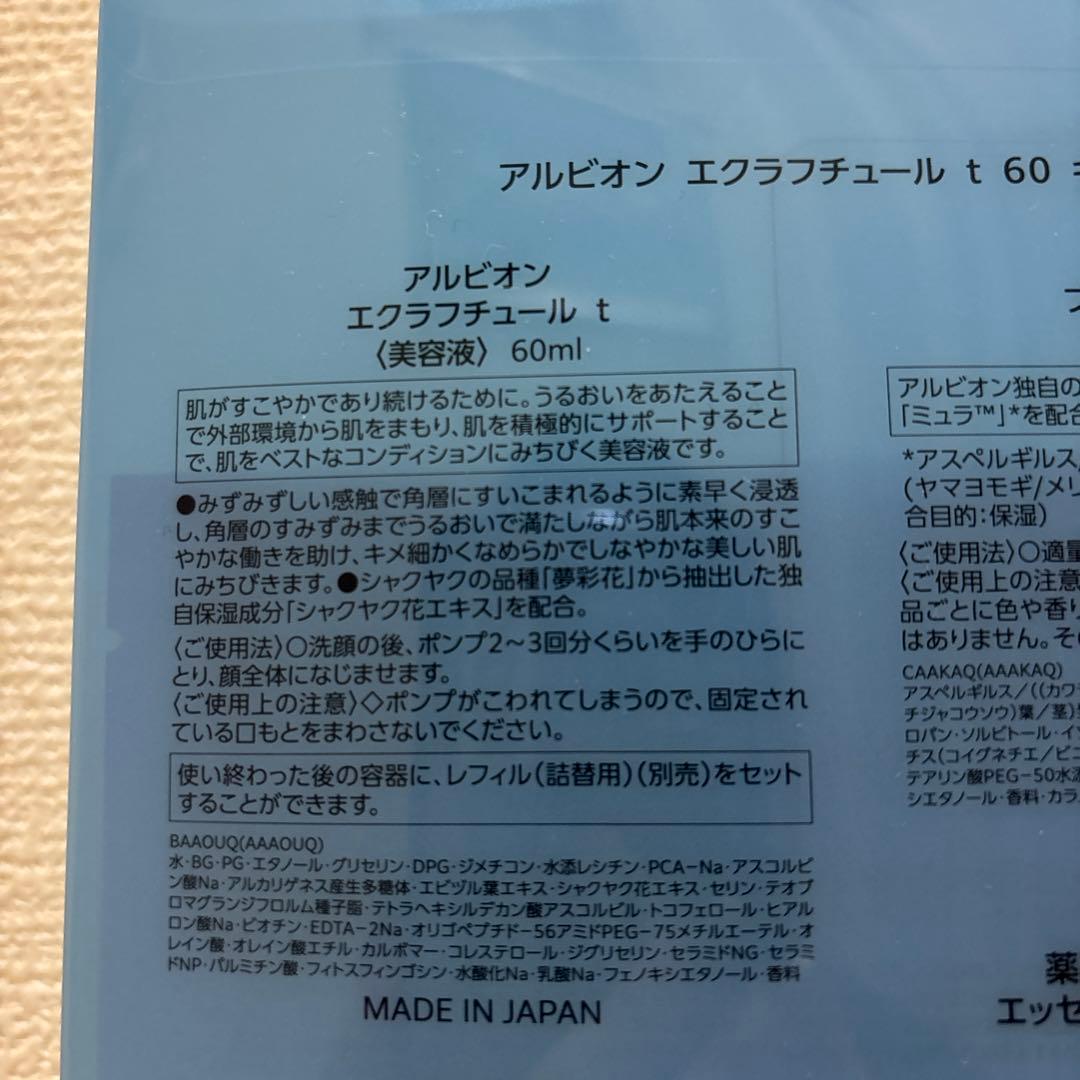 アルビオン エクラフチュール t 60
アルビオン
エクラフチュール t
〈美容液〉 60ml
肌がすこやかであり続けるために。うるおいをあたえること
で外部環境から肌をまもり、肌を積極的にサポートすること
で、肌をベストなコンディションにみちびく美容液です。
●みずみずしい感触で角層にすいこまれるように素早く浸透
し、角層のすみずみまでうるおいで満たしながら肌本来のすこ
やかな働きを助け、キメ細かくなめらかでしなやかな美しい肌
にみちびきます。●シャクヤクの品種「夢彩花」から抽出した独
自保湿成分「シャクヤク花エキス」を配合。
〈ご使用法〉○洗顔の後、ポンプ2〜3回分くらいを手のひらに
とり、顔全体になじませます。
〈ご使用上の注意〉◇ポンプがこわれてしまうので、固定され
ている口もとをまわさないでください。
使い終わった後の容器に、レフィル(詰替用)(別売)をセット
することができます。
BAAOUQ(AAAOUQ)
水・BG・PG・エタノール・グリセリン・DPG・ジメチコン・水添レシチン・PCA-Na・アスコルビ
ン酸Na・アルカリゲネス産生多糖体・エビヅル葉エキス・シャクヤク花エキス・セリン・テオブ
ロマグランジフロルム種子脂・テトラヘキシルデカン酸アスコルビル・トコフェロール・ヒアル
ロン酸Na・ビオチン・EDTA-2Na・オリゴペプチド-56アミドPEG-75メチルエーテル・オ
レイン酸・オレイン酸エチル・カルボマー・コレステロール・ジグリセリン・セラミドNG・セラミ
ドNP・パルミチン酸・フィトスフィンゴシン・水酸化Na・乳酸Na・フェノキシエタノール・香料
MADE IN JAPAN
アルビオン独自の
「ミュラ™」*を配合
*アスペルギルス
(ヤマヨモギ/メリ
合目的:保湿)
〈ご使用法〉○適量
〈ご使用上の注意
品ごとに色や香り
はありません。その
CAAKAQ(AAAKAQ)
アスペルギルス/((カワ
チジャコウソウ)葉/茎)
ロパン・ソルビトール・イソ
チス(コイグネチエ/ビニ
テアリン酸PEG-50水添
シエタノール・香料・カラ
薬
エッセ